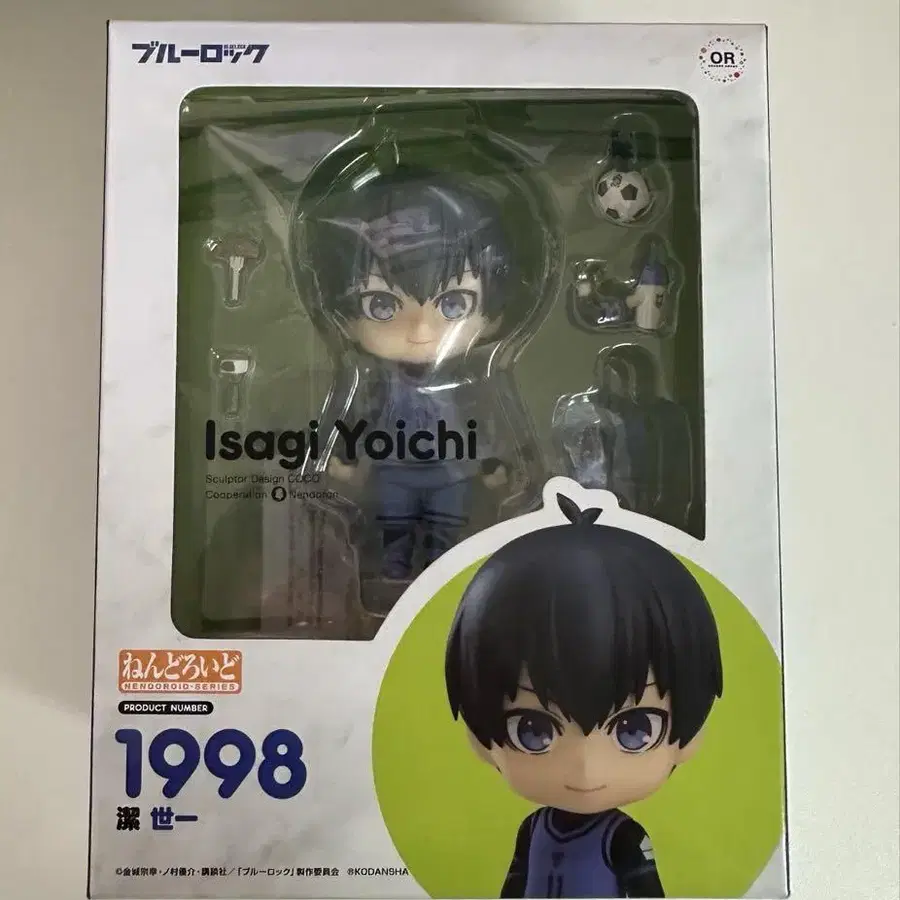 ブルーロック
OR
Isagi Yoichi
Sculptor Design COCO
Cooperation Nendoron
ねんどろいど
NENDOROID-SERIES
PRODUCT NUMBER
1998
潔 世一
©金城宗幸・ノ村優介・講談社／「ブルーロック」製作委員会 ®KODANSHA